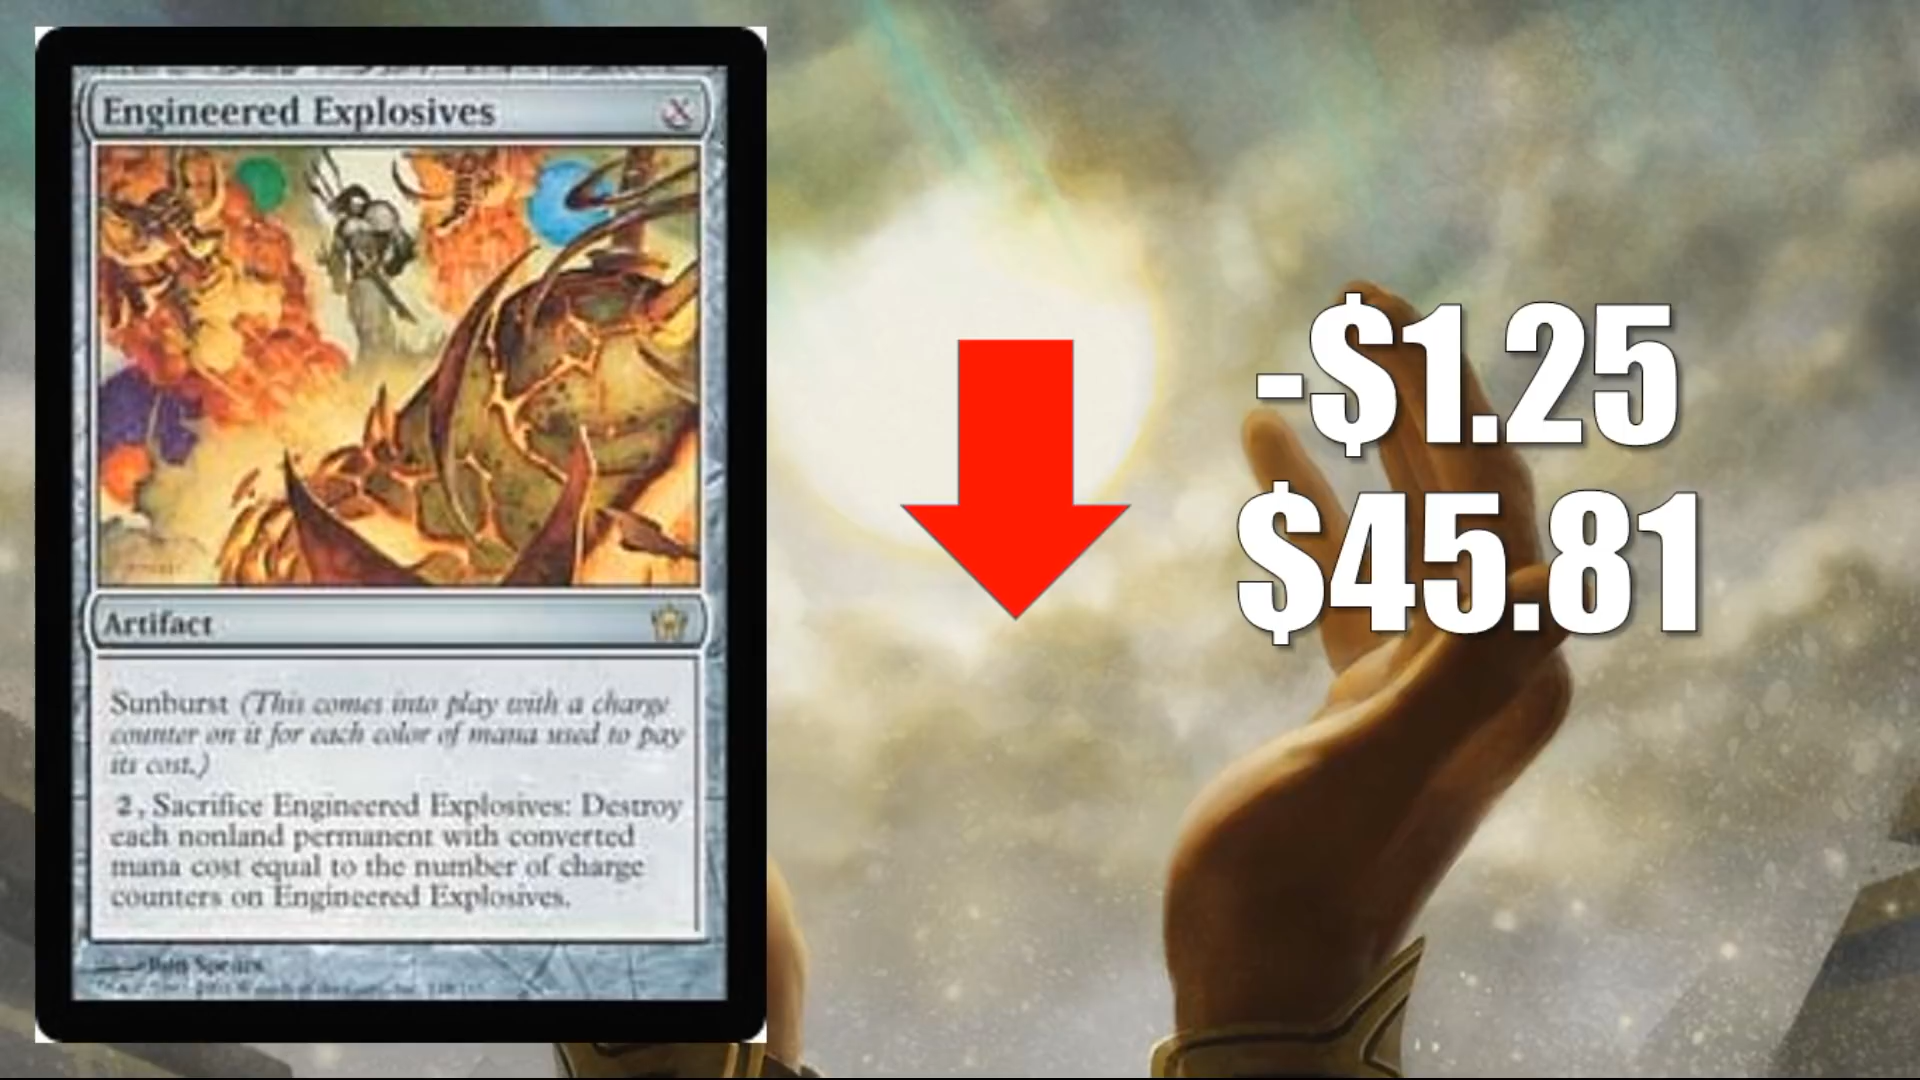 Engineered Explosives X
Artifact
Sunburst (This comes into play with a charge
counter on it for each color of mana used to pay
its cost.)
2, Sacrifice Engineered Explosives: Destroy
each nonland permanent with converted
mana cost equal to the number of charge
counters on Engineered Explosives.
Ron Spears
-$1.25
$45.81